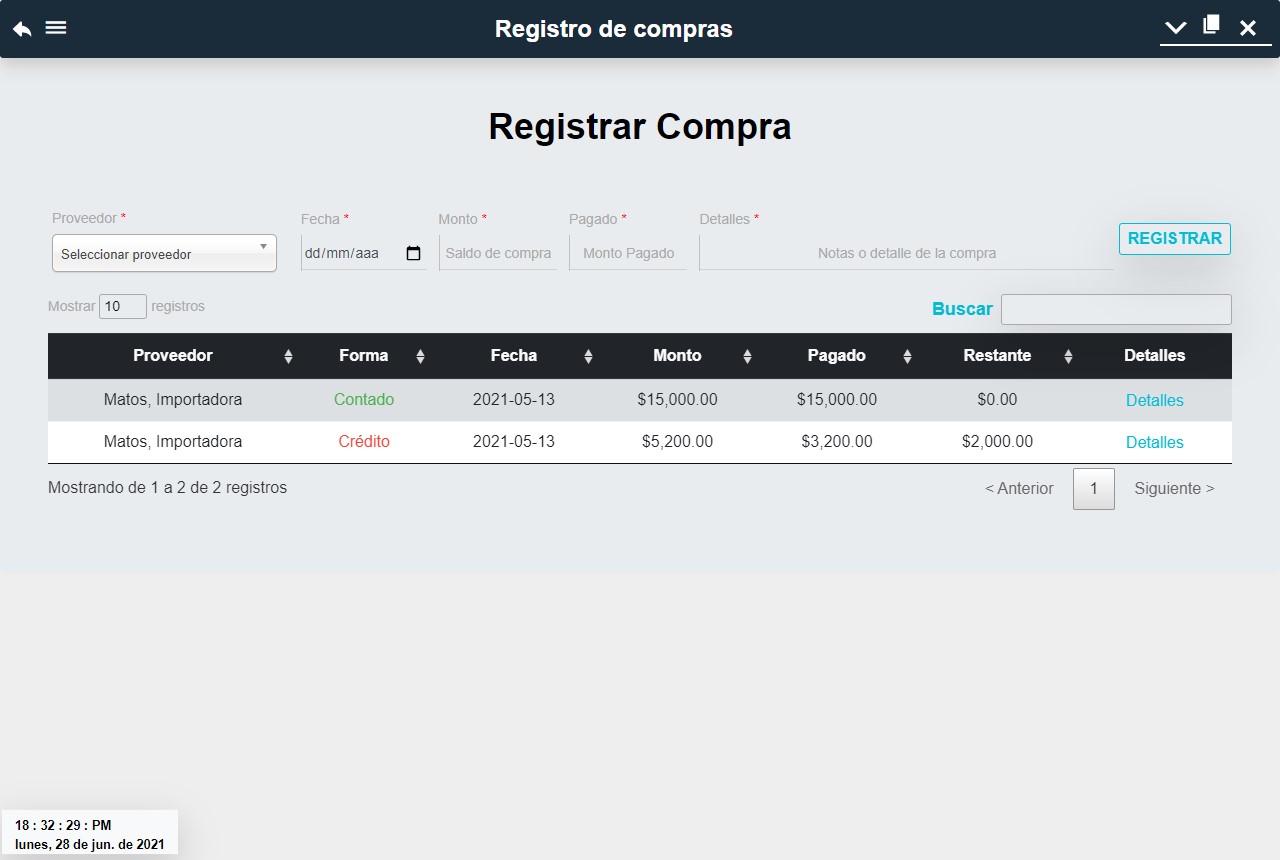 Registro de compras
Registrar Compra
Proveedor * Fecha * Monto * Pagado * Detalles *
Seleccionar proveedor dd/mm/aaa Saldo de compra Monto Pagado Notas o detalle de la compra REGISTRAR
Mostrar 10 registros Buscar
Proveedor Forma Fecha Monto Pagado Restante Detalles
Matos, Importadora Contado 2021-05-13 $15,000.00 $15,000.00 $0.00 Detalles
Matos, Importadora Crédito 2021-05-13 $5,200.00 $3,200.00 $2,000.00 Detalles
Mostrando de 1 a 2 de 2 registros < Anterior 1 Siguiente >
18 : 32 : 29 : PM
lunes, 28 de jun. de 2021